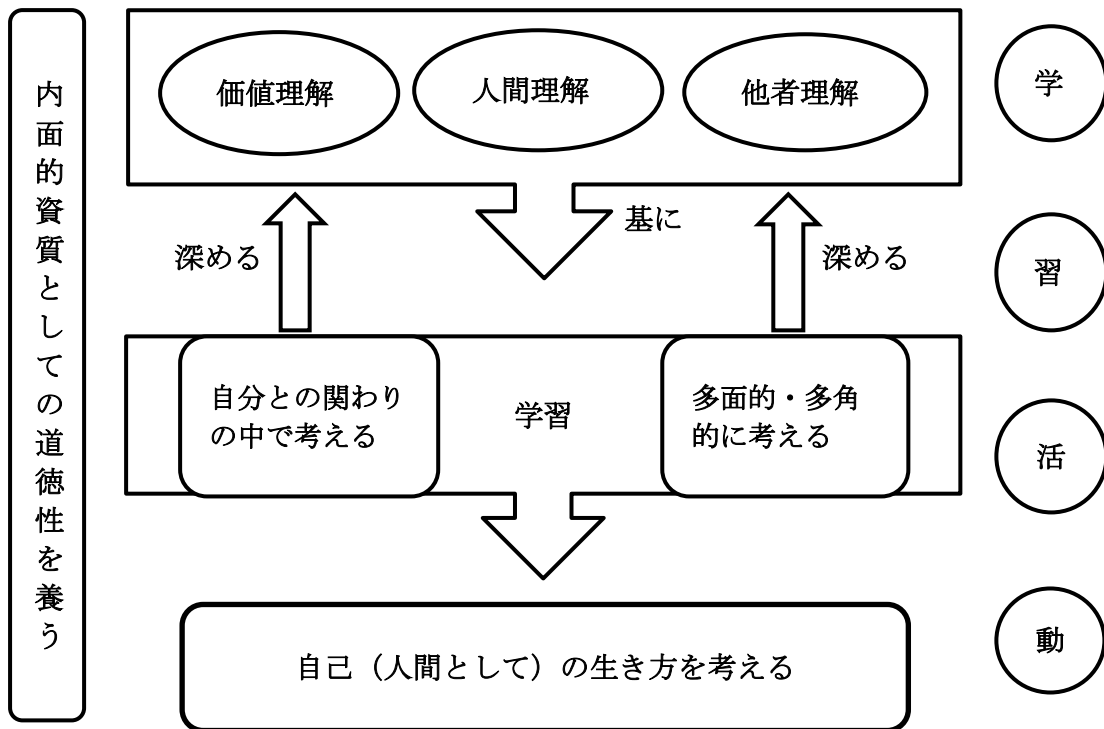 内面的資質としての道徳性を養う
価値理解
人間理解
他者理解
基に
深める
深める
自分との関わり
の中で考える
学習
多面的・多角
的に考える
自己（人間として）の生き方を考える
学
習
活
動